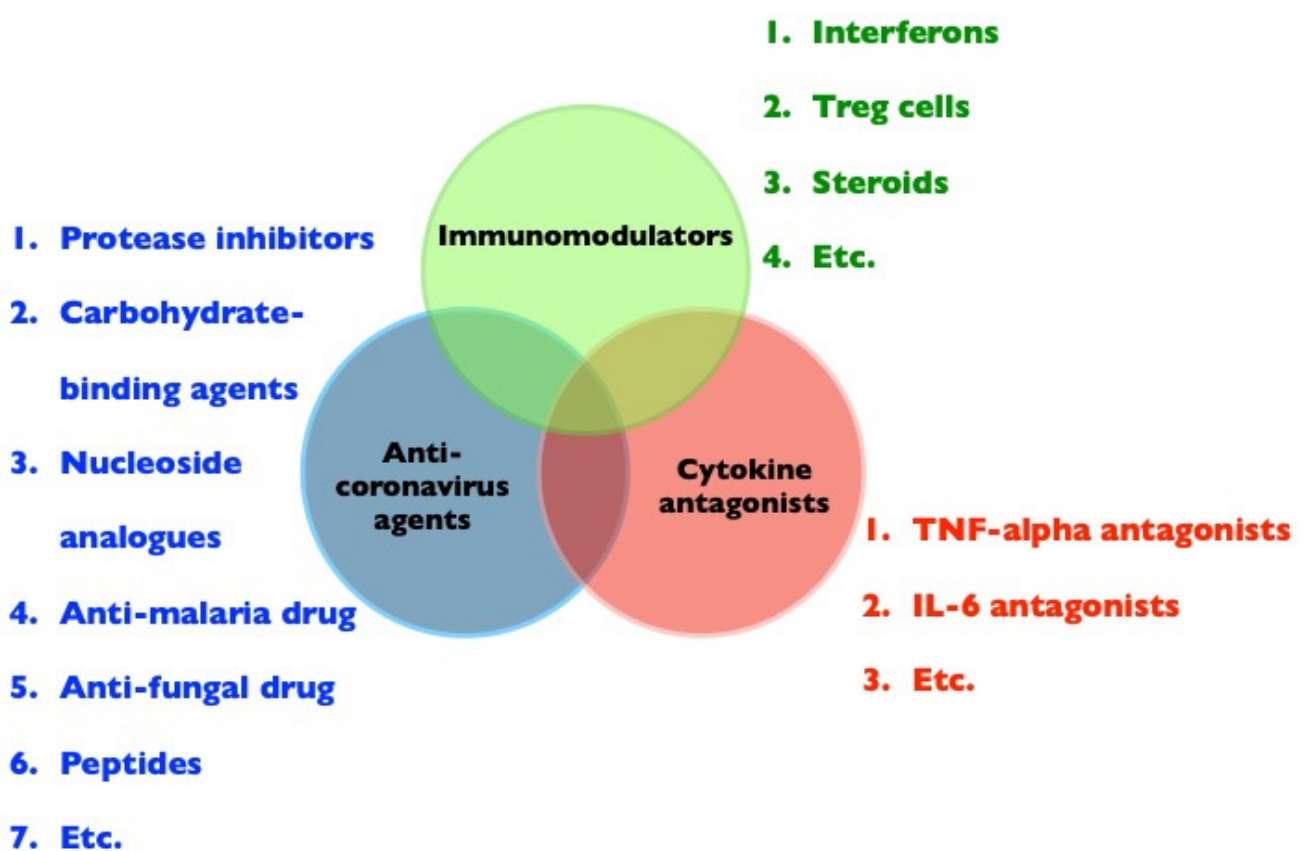 1. Interferons
2. Treg cells
3. Steroids
4. Etc.
Immunomodulators
1. Protease inhibitors
2. Carbohydrate-
binding agents
3. Nucleoside
analogues
4. Anti-malaria drug
5. Anti-fungal drug
6. Peptides
7. Etc.
Anti-
coronavirus
agents
Cytokine
antagonists
1. TNF-alpha antagonists
2. IL-6 antagonists
3. Etc.